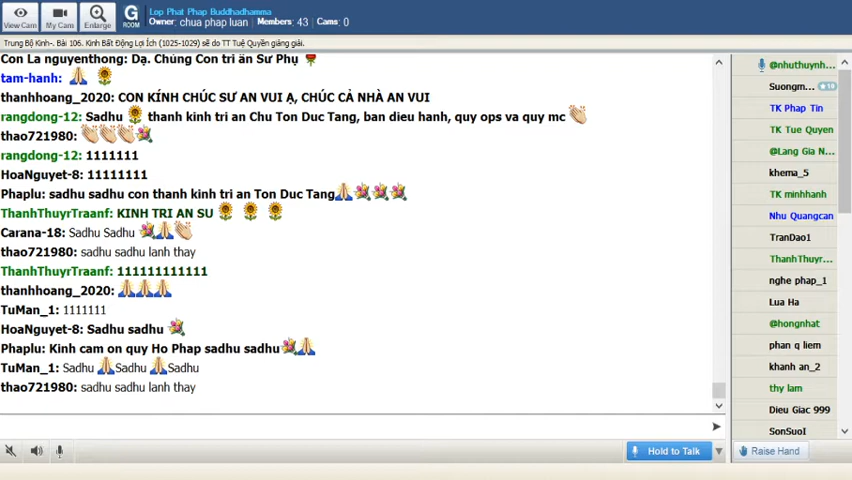 Lop Phat Phap Buddhadhamma
Owner: chua phap luan Members: 43 Cams: 0
View Cam
My Cam
Enlarge
G
ROOM
Trung Bộ Kinh-. Bài 106. Kinh Bất Động Lợi Ích (1025-1029) sẽ do TT Tuệ Quyền giảng giải.
Con La nguyenthong: Dạ. Chúng Con tri ân Sư Phụ
tam-hanh:
thanhhoang_2020: CON KÍNH CHÚC SƯ AN VUI Ạ, CHÚC CẢ NHÀ AN VUI
rangdong-12: Sadhu thanh kinh tri an Chu Ton Duc Tang, ban dieu hanh, quy ops va quy mc
thao721980:
rangdong-12: 1111111
HoaNguyet-8: 11111111
Phaplu: sadhu sadhu con thanh kinh tri an Ton Duc Tang
ThanhThuyrTraanf: KINH TRI AN SU
Carana-18: Sadhu Sadhu
thao721980: sadhu sadhu lanh thay
ThanhThuyrTraanf: 111111111111
thanhhoang_2020:
TuMan_1: 1111111
HoaNguyet-8: Sadhu sadhu
Phaplu: Kinh cam on quy Ho Phap sadhu sadhu
TuMan_1: Sadhu Sadhu Sadhu
thao721980: sadhu sadhu lanh thay
@nhuthuynh...
Suongm...
10
TK Phap Tin
TK Tue Quyen
@Lang Gia N...
khema_5
TK minhhanh
Nhu Quangcan
TranDao1
ThanhThuyr...
nghe phap_1
Lua Ha
@hongnhat
phan q liem
khanh an_2
thy lam
Dieu Giac 999
SonSuoI
Hold to Talk
Raise Hand